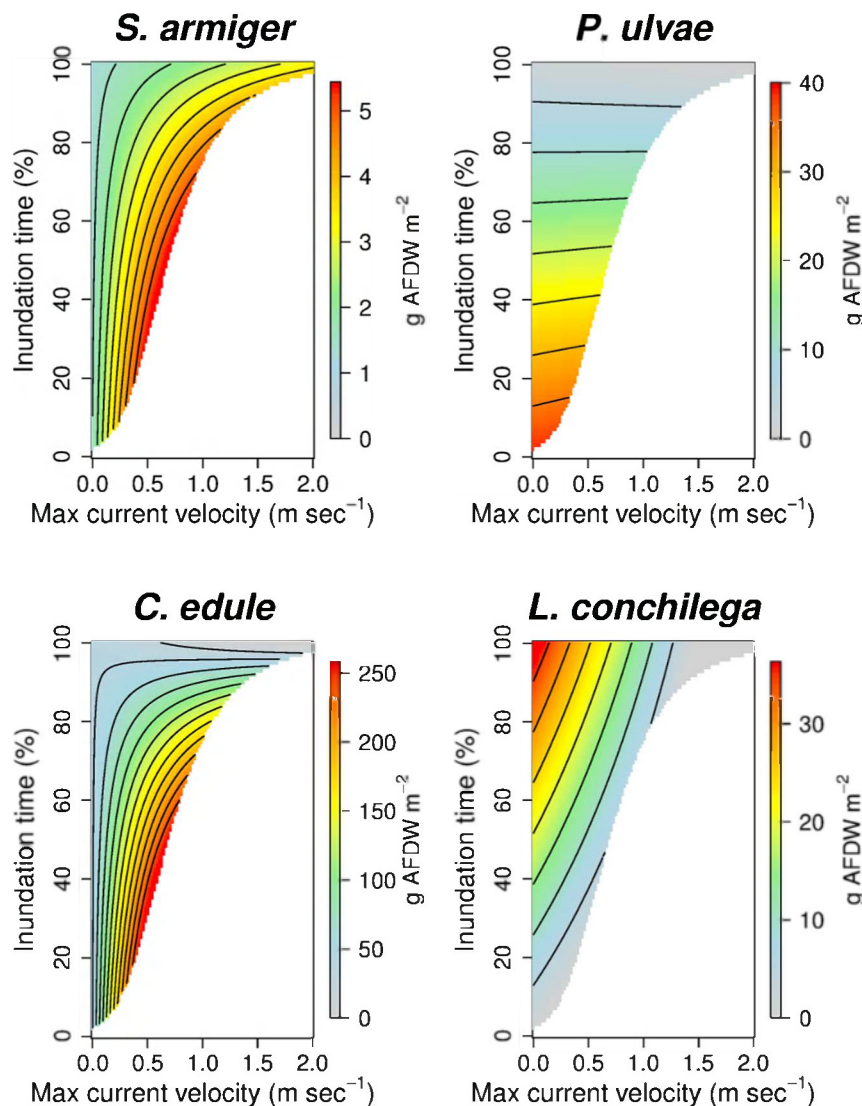 S. armiger
P. ulvae
Inundation time (%)
100
80
60
40
20
0
0.0 0.5 1.0 1.5 2.0
Max current velocity (m sec⁻¹)
5
4
3
2
1
0
g AFDW m⁻²
Inundation time (%)
100
80
60
40
20
0
0.0 0.5 1.0 1.5 2.0
Max current velocity (m sec⁻¹)
40
30
20
10
0
g AFDW m⁻²
C. edule
L. conchilega
Inundation time (%)
100
80
60
40
20
0
0.0 0.5 1.0 1.5 2.0
Max current velocity (m sec⁻¹)
250
200
150
100
50
0
g AFDW m⁻²
Inundation time (%)
100
80
60
40
20
0
0.0 0.5 1.0 1.5 2.0
Max current velocity (m sec⁻¹)
30
20
10
0
g AFDW m⁻²